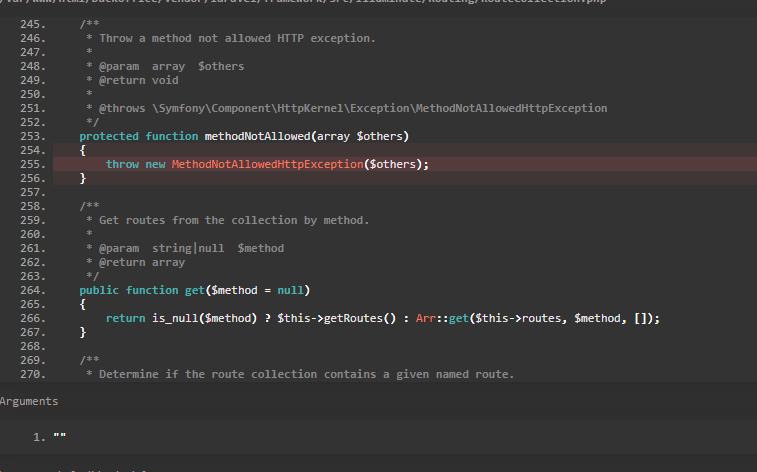 /var/www/html/backoffice/vendor/laravel/framework/src/Illuminate/Routing/RouteCollection.php
245.     /**
246.      * Throw a method not allowed HTTP exception.
247.      *
248.      * @param  array  $others
249.      * @return void
250.      *
251.      * @throws \Symfony\Component\HttpKernel\Exception\MethodNotAllowedHttpException
252.      */
253.     protected function methodNotAllowed(array $others)
254.     {
255.         throw new MethodNotAllowedHttpException($others);
256.     }
257.
258.     /**
259.      * Get routes from the collection by method.
260.      *
261.      * @param  string|null  $method
262.      * @return array
263.      */
264.     public function get($method = null)
265.     {
266.         return is_null($method) ? $this->getRoutes() : Arr::get($this->routes, $method, []);
267.     }
268.
269.     /**
270.      * Determine if the route collection contains a given named route.
Arguments
1. ""